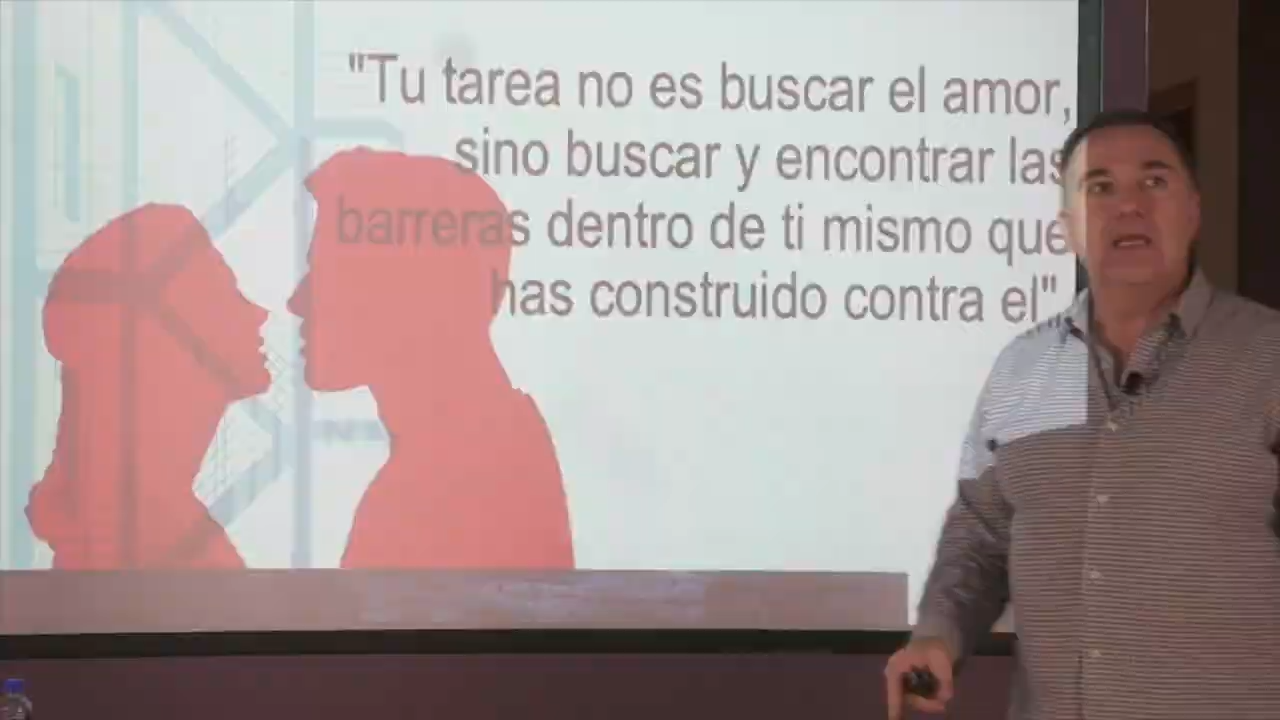 "Tu tarea no es buscar el amor,
sino buscar y encontrar las
barreras dentro de ti mismo que
has construido contra el"